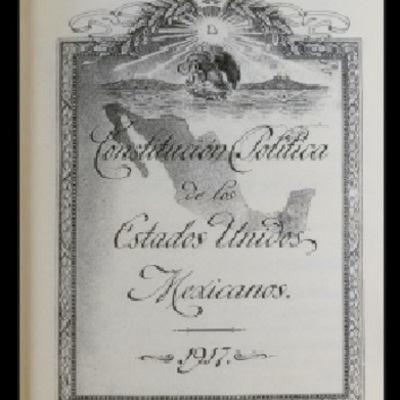 Constitución Política
de los
Estados Unidos
Mexicanos.
1917.